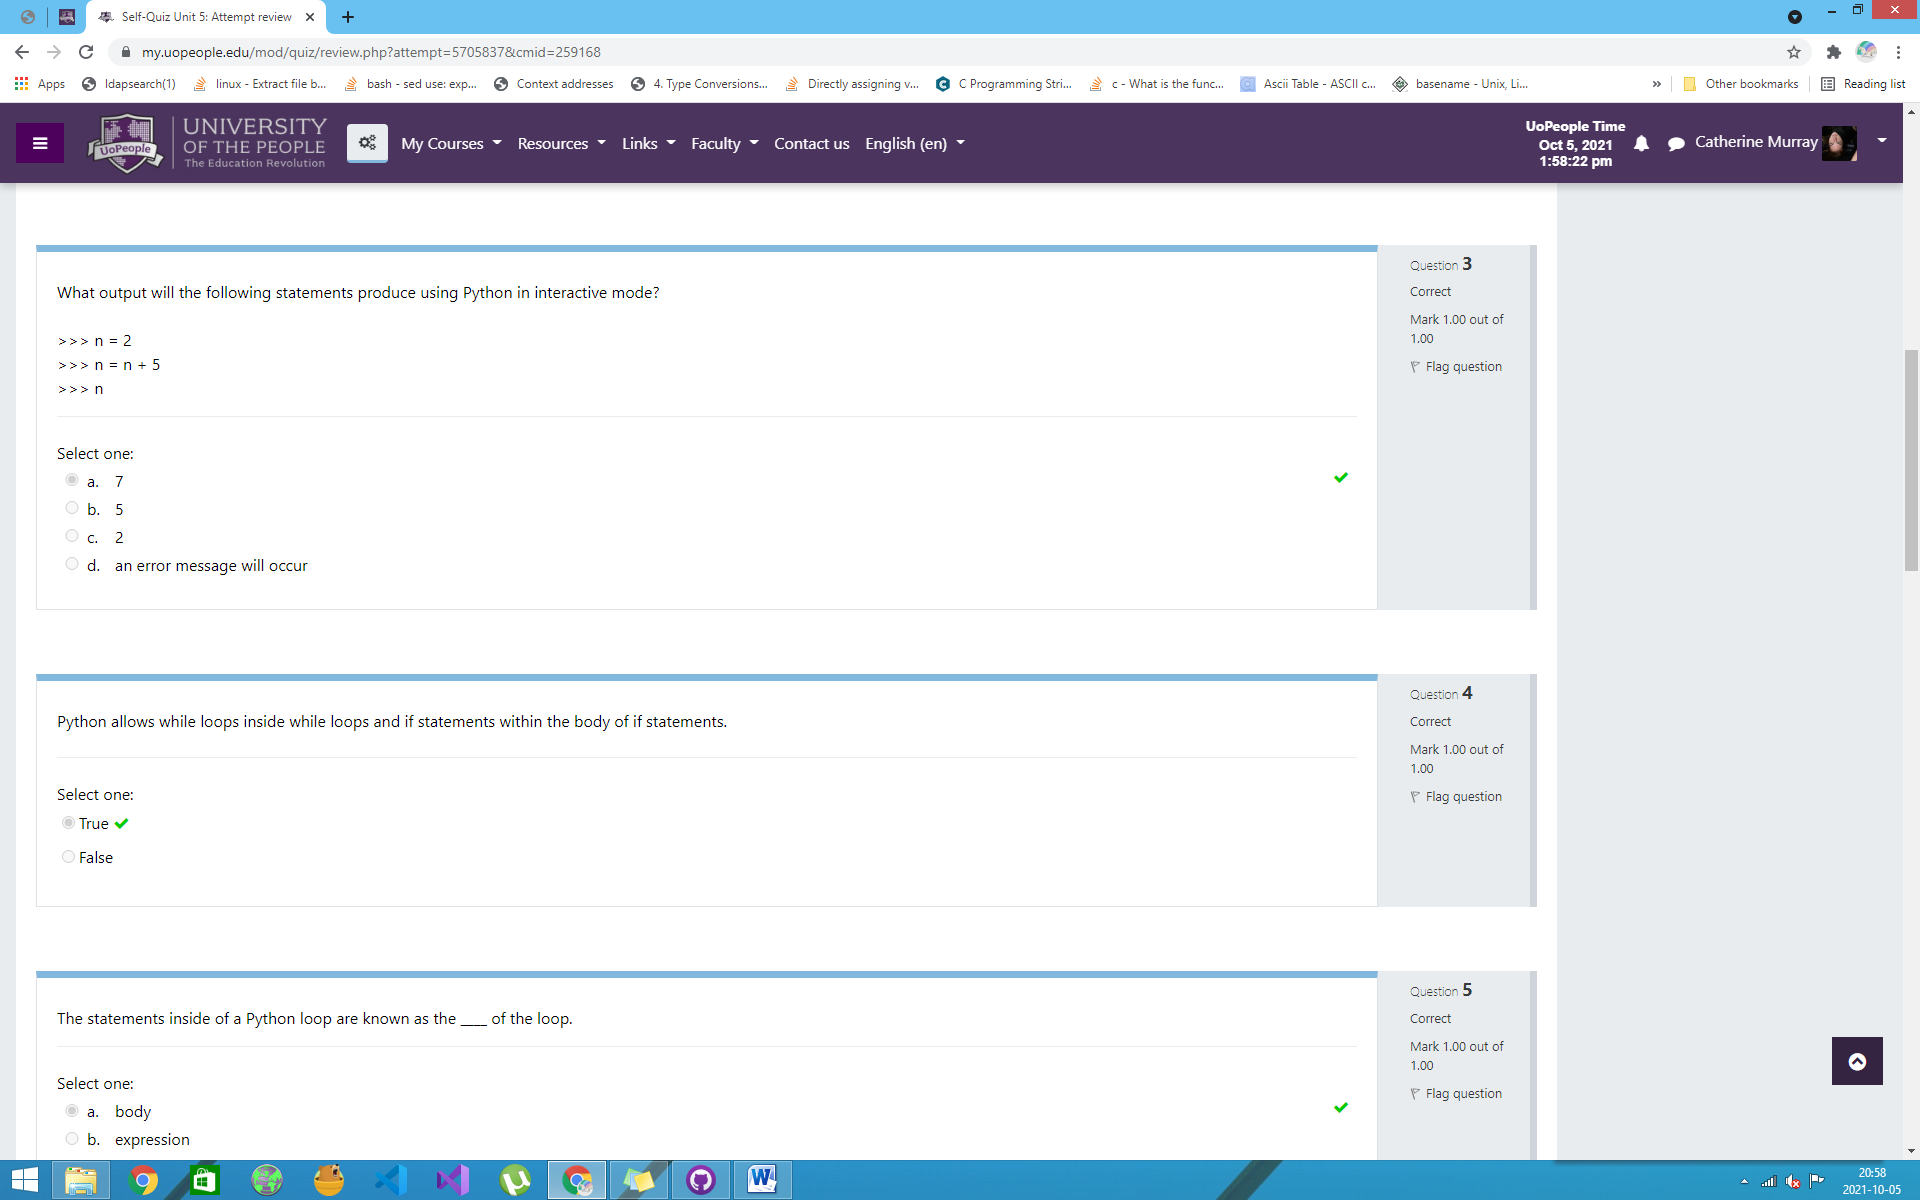 Self-Quiz Unit 5: Attempt review
my.uopeople.edu/mod/quiz/review.php?attempt=5705837&cmid=259168
Apps ldapsearch(1) linux - Extract file b... bash - sed use: exp... Context addresses 4. Type Conversions... Directly assigning v... C Programming Stri... c - What is the func... Ascii Table - ASCII c... basename - Unix, Li... » Other bookmarks Reading list
UoPeople
UNIVERSITY
OF THE PEOPLE
The Education Revolution
My Courses Resources Links Faculty Contact us English (en)
UoPeople Time
Oct 5, 2021
1:58:22 pm
Catherine Murray
What output will the following statements produce using Python in interactive mode?
>>> n = 2
>>> n = n + 5
>>> n
Select one:
a. 7
b. 5
c. 2
d. an error message will occur
Question 3
Correct
Mark 1.00 out of
1.00
Flag question
Python allows while loops inside while loops and if statements within the body of if statements.
Select one:
True
False
Question 4
Correct
Mark 1.00 out of
1.00
Flag question
The statements inside of a Python loop are known as the ____ of the loop.
Select one:
a. body
b. expression
Question 5
Correct
Mark 1.00 out of
1.00
Flag question
20:58
2021-10-05